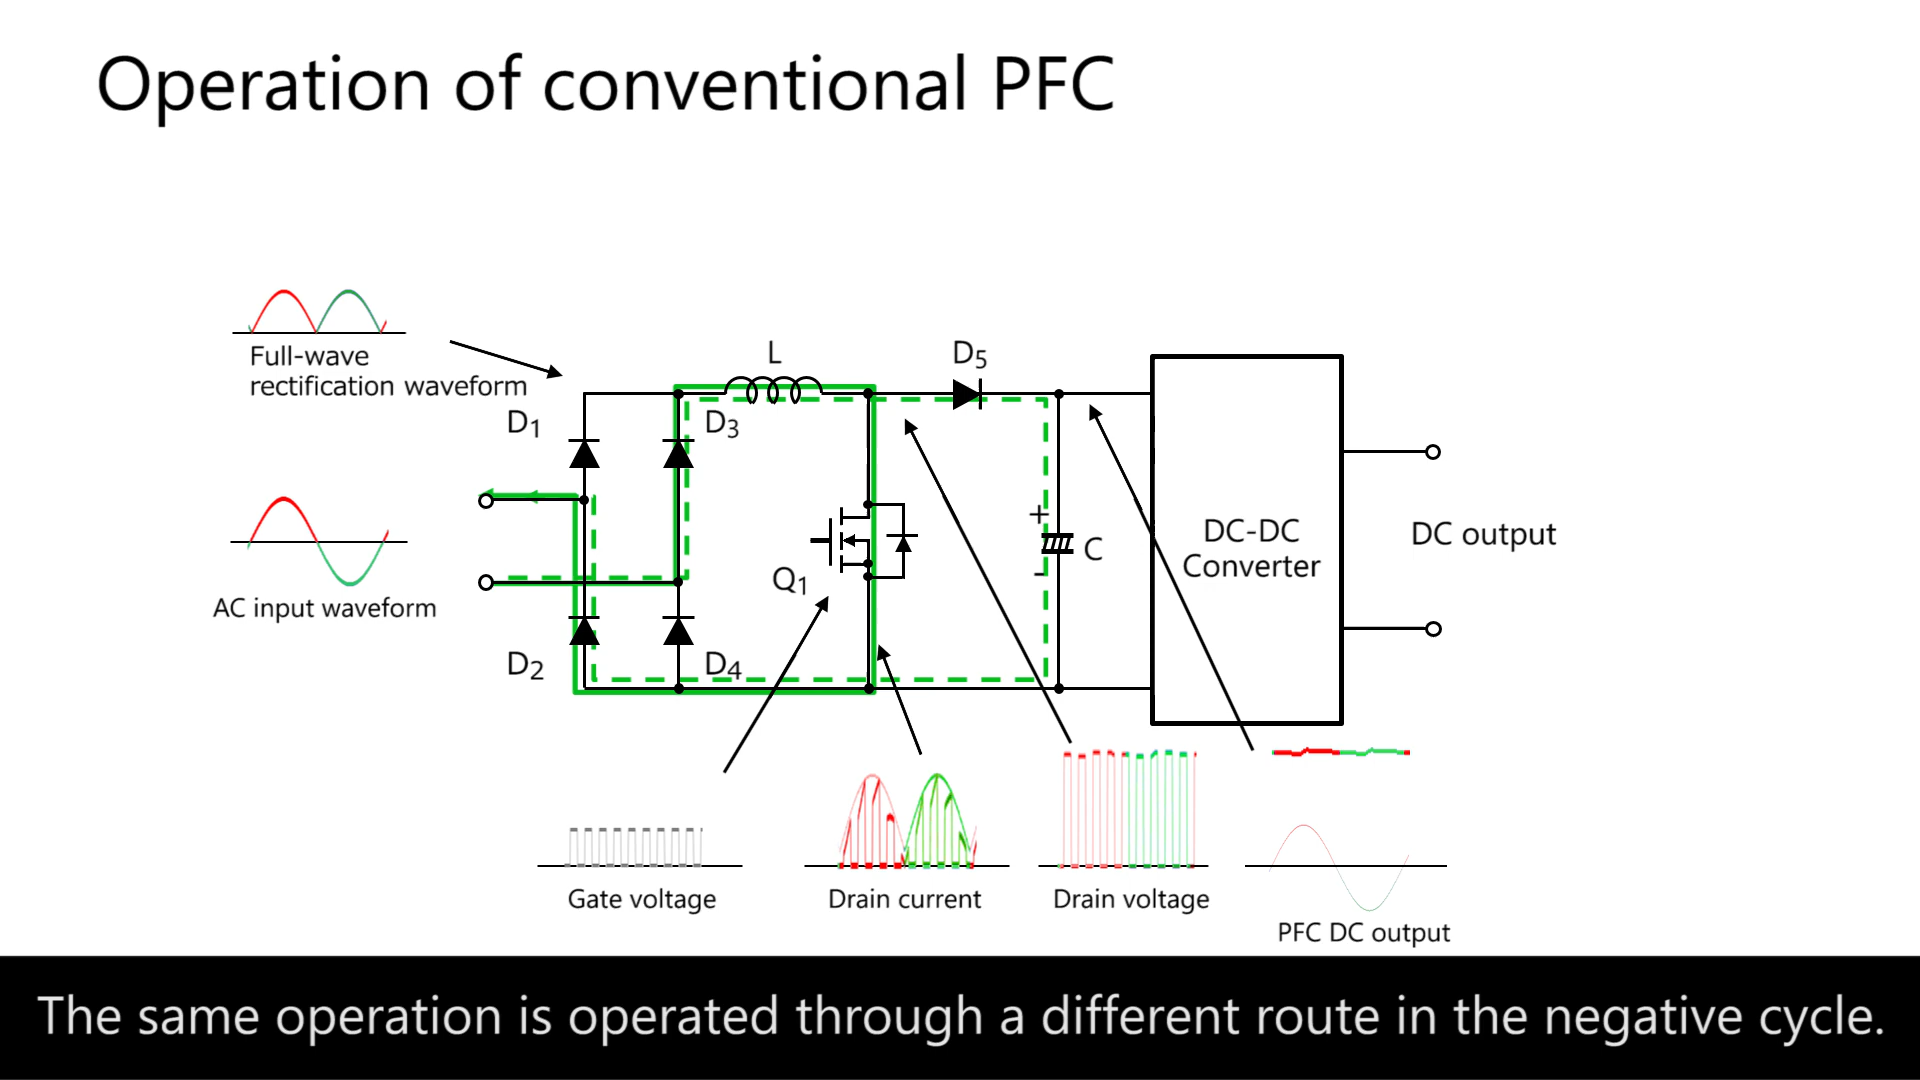 Operation of conventional PFC
Full-wave
rectification waveform
L
D5
D1
D3
AC input waveform
Q1
+
-
C
DC-DC
Converter
DC output
D2
D4
Gate voltage
Drain current
Drain voltage
PFC DC output
The same operation is operated through a different route in the negative cycle.